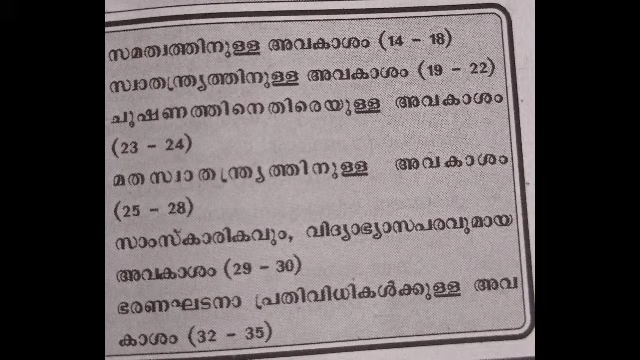 സമത്വത്തിനുള്ള അവകാശം (14 - 18)
സ്വാതന്ത്ര്യത്തിനുള്ള അവകാശം (19 - 22)
ചൂഷണത്തിനെതിരെയുള്ള അവകാശം
(23 - 24)
മതസ്വാതന്ത്ര്യത്തിനുള്ള അവകാശം
(25 - 28)
സാംസ്കാരികവും, വിദ്യാഭ്യാസപരവുമായ
അവകാശം (29 - 30)
ഭരണഘടനാ പ്രതിവിധികൾക്കുള്ള അവ
കാശം (32 - 35)